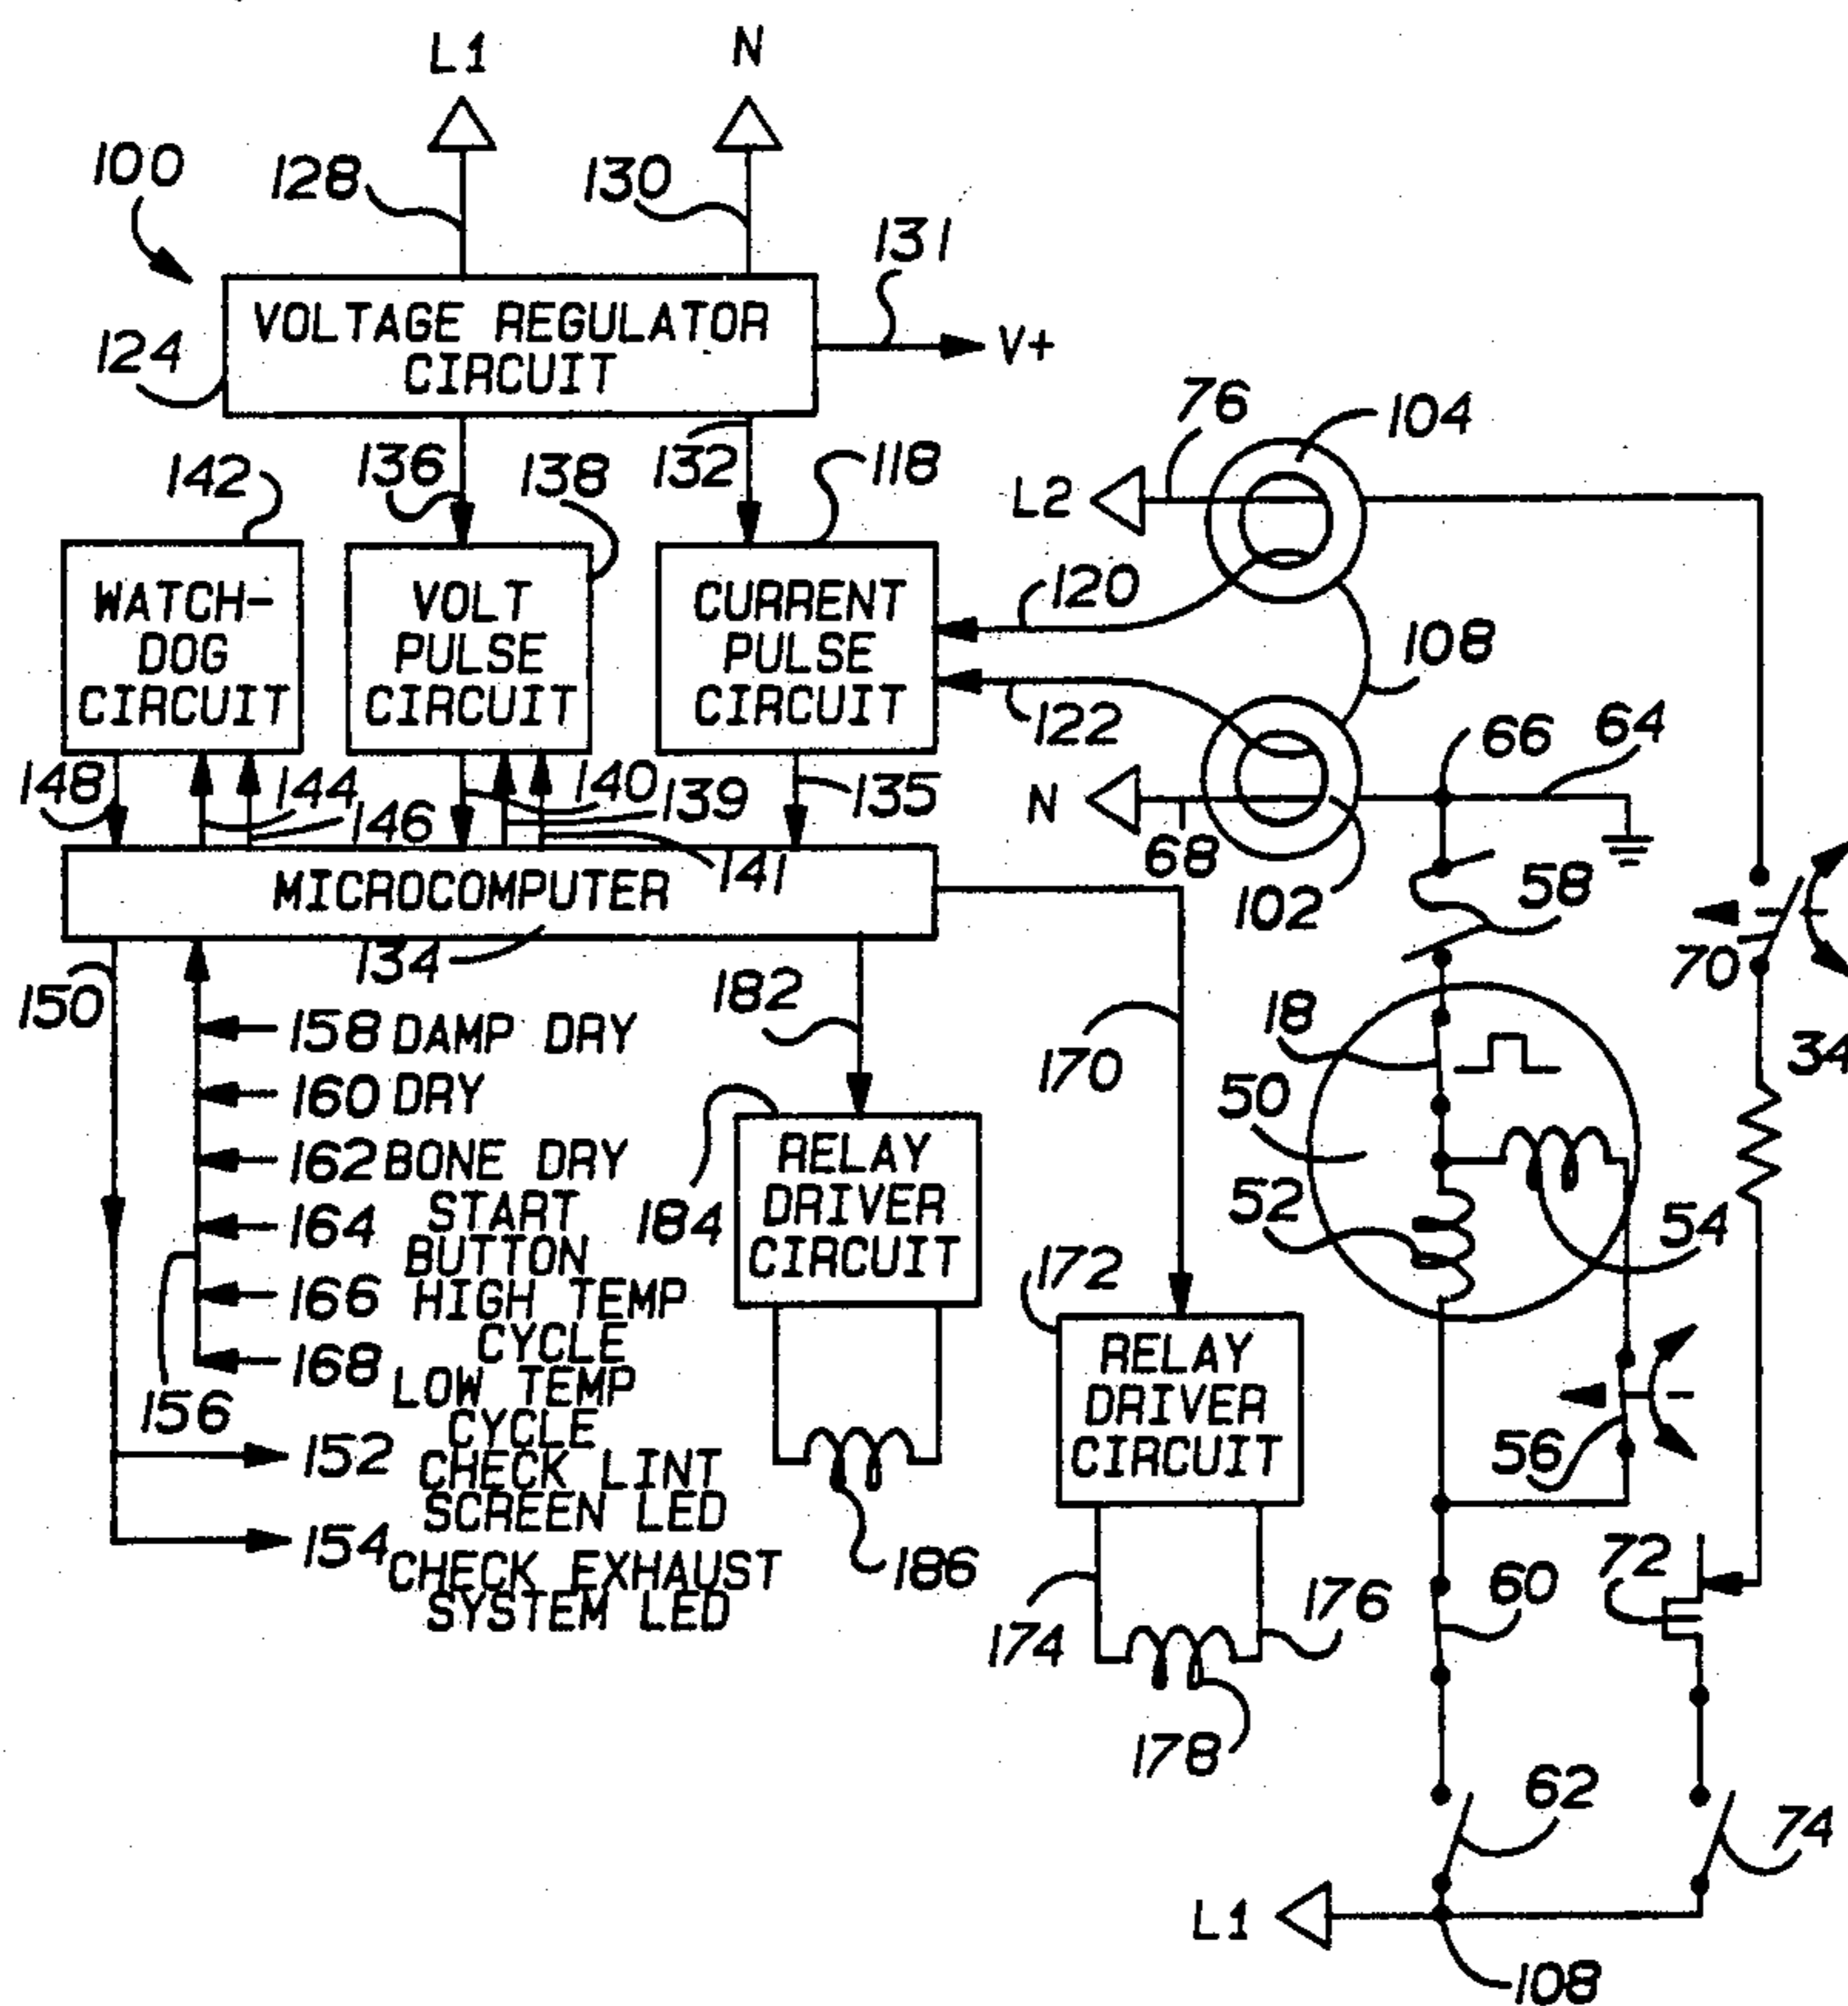 L1
N
100
128
130
131
VOLTAGE REGULATOR
CIRCUIT
V+
124
76
104
142
136
138
132
118
L2
WATCH-
DOG
CIRCUIT
VOLT
PULSE
CIRCUIT
CURRENT
PULSE
CIRCUIT
120
108
122
66
64
148
144
146
140
139
135
N
68
141
102
58
MICROCOMPUTER
134
70
150
182
170
18
34
158 DAMP DRY
160 DRY
162 BONE DRY
164 START
BUTTON
166 HIGH TEMP
CYCLE
168 LOW TEMP
CYCLE
156
152 CHECK LINT
SCREEN LED
154 CHECK EXHAUST
SYSTEM LED
184
RELAY
DRIVER
CIRCUIT
186
50
52
54
172
RELAY
DRIVER
CIRCUIT
56
174
176
178
60
72
62
74
L1
108